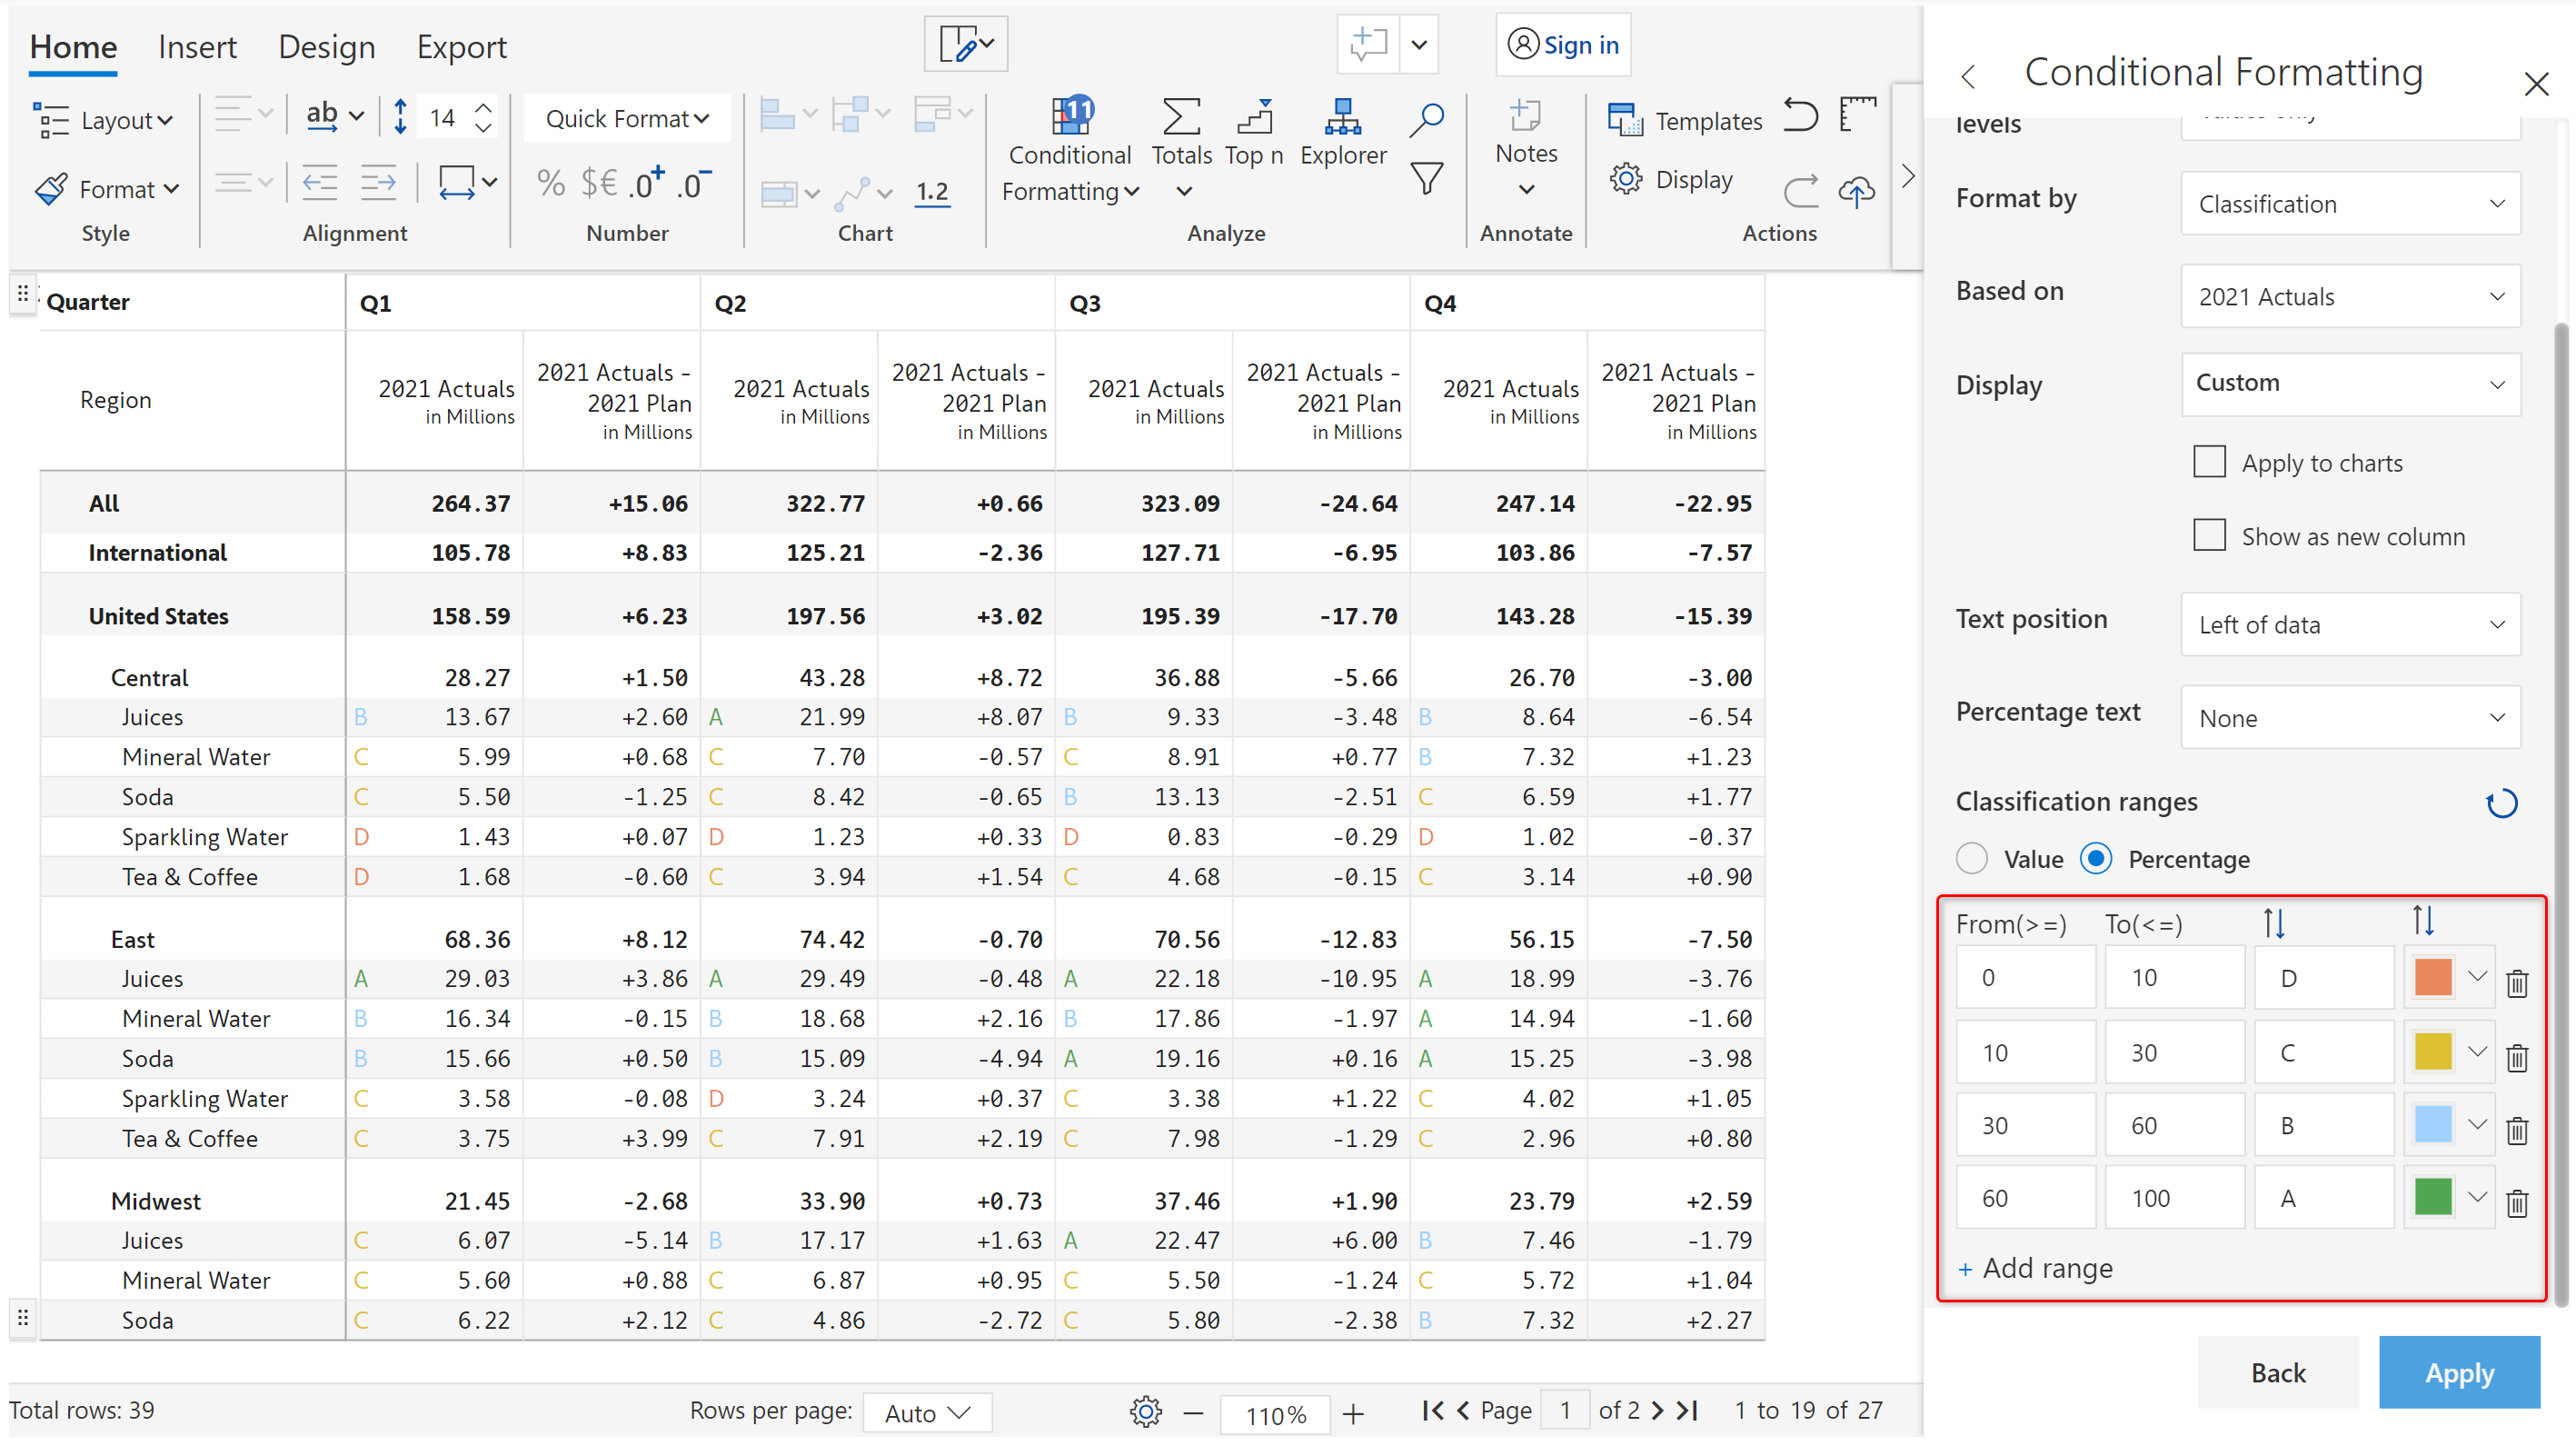 Home Insert Design Export
Sign in
Layout ab 14 Quick Format 11
Conditional Formatting Totals Top n Explorer Notes Templates
Format % $€ .0+ .0- 1.2 Display
Style Alignment Number Chart Analyze Annotate Actions
Quarter Q1 Q2 Q3 Q4
Region 2021 Actuals in Millions 2021 Actuals - 2021 Plan in Millions 2021 Actuals in Millions 2021 Actuals - 2021 Plan in Millions 2021 Actuals in Millions 2021 Actuals - 2021 Plan in Millions 2021 Actuals in Millions 2021 Actuals - 2021 Plan in Millions
All 264.37 +15.06 322.77 +0.66 323.09 -24.64 247.14 -22.95
International 105.78 +8.83 125.21 -2.36 127.71 -6.95 103.86 -7.57
United States 158.59 +6.23 197.56 +3.02 195.39 -17.70 143.28 -15.39
Central 28.27 +1.50 43.28 +8.72 36.88 -5.66 26.70 -3.00
Juices B 13.67 +2.60 A 21.99 +8.07 B 9.33 -3.48 B 8.64 -6.54
Mineral Water C 5.99 +0.68 C 7.70 -0.57 C 8.91 +0.77 B 7.32 +1.23
Soda C 5.50 -1.25 C 8.42 -0.65 B 13.13 -2.51 C 6.59 +1.77
Sparkling Water D 1.43 +0.07 D 1.23 +0.33 D 0.83 -0.29 D 1.02 -0.37
Tea & Coffee D 1.68 -0.60 C 3.94 +1.54 C 4.68 -0.15 C 3.14 +0.90
East 68.36 +8.12 74.42 -0.70 70.56 -12.83 56.15 -7.50
Juices A 29.03 +3.86 A 29.49 -0.48 A 22.18 -10.95 A 18.99 -3.76
Mineral Water B 16.34 -0.15 B 18.68 +2.16 B 17.86 -1.97 A 14.94 -1.60
Soda B 15.66 +0.50 B 15.09 -4.94 A 19.16 +0.16 A 15.25 -3.98
Sparkling Water C 3.58 -0.08 D 3.24 +0.37 C 3.38 +1.22 C 4.02 +1.05
Tea & Coffee C 3.75 +3.99 C 7.91 +2.19 C 7.98 -1.29 C 2.96 +0.80
Midwest 21.45 -2.68 33.90 +0.73 37.46 +1.90 23.79 +2.59
Juices C 6.07 -5.14 B 17.17 +1.63 A 22.47 +6.00 B 7.46 -1.79
Mineral Water C 5.60 +0.88 C 6.87 +0.95 C 5.50 -1.24 C 5.72 +1.04
Soda C 6.22 +2.12 C 4.86 -2.72 C 5.80 -2.38 B 7.32 +2.27
Total rows: 39 Rows per page: Auto 110% Page 1 of 2 1 to 19 of 27
Conditional Formatting
levels
Format by Classification
Based on 2021 Actuals
Display Custom
Apply to charts
Show as new column
Text position Left of data
Percentage text None
Classification ranges
Value Percentage
From(>=) To(<=)
0 10 D
10 30 C
30 60 B
60 100 A
+ Add range
Back Apply